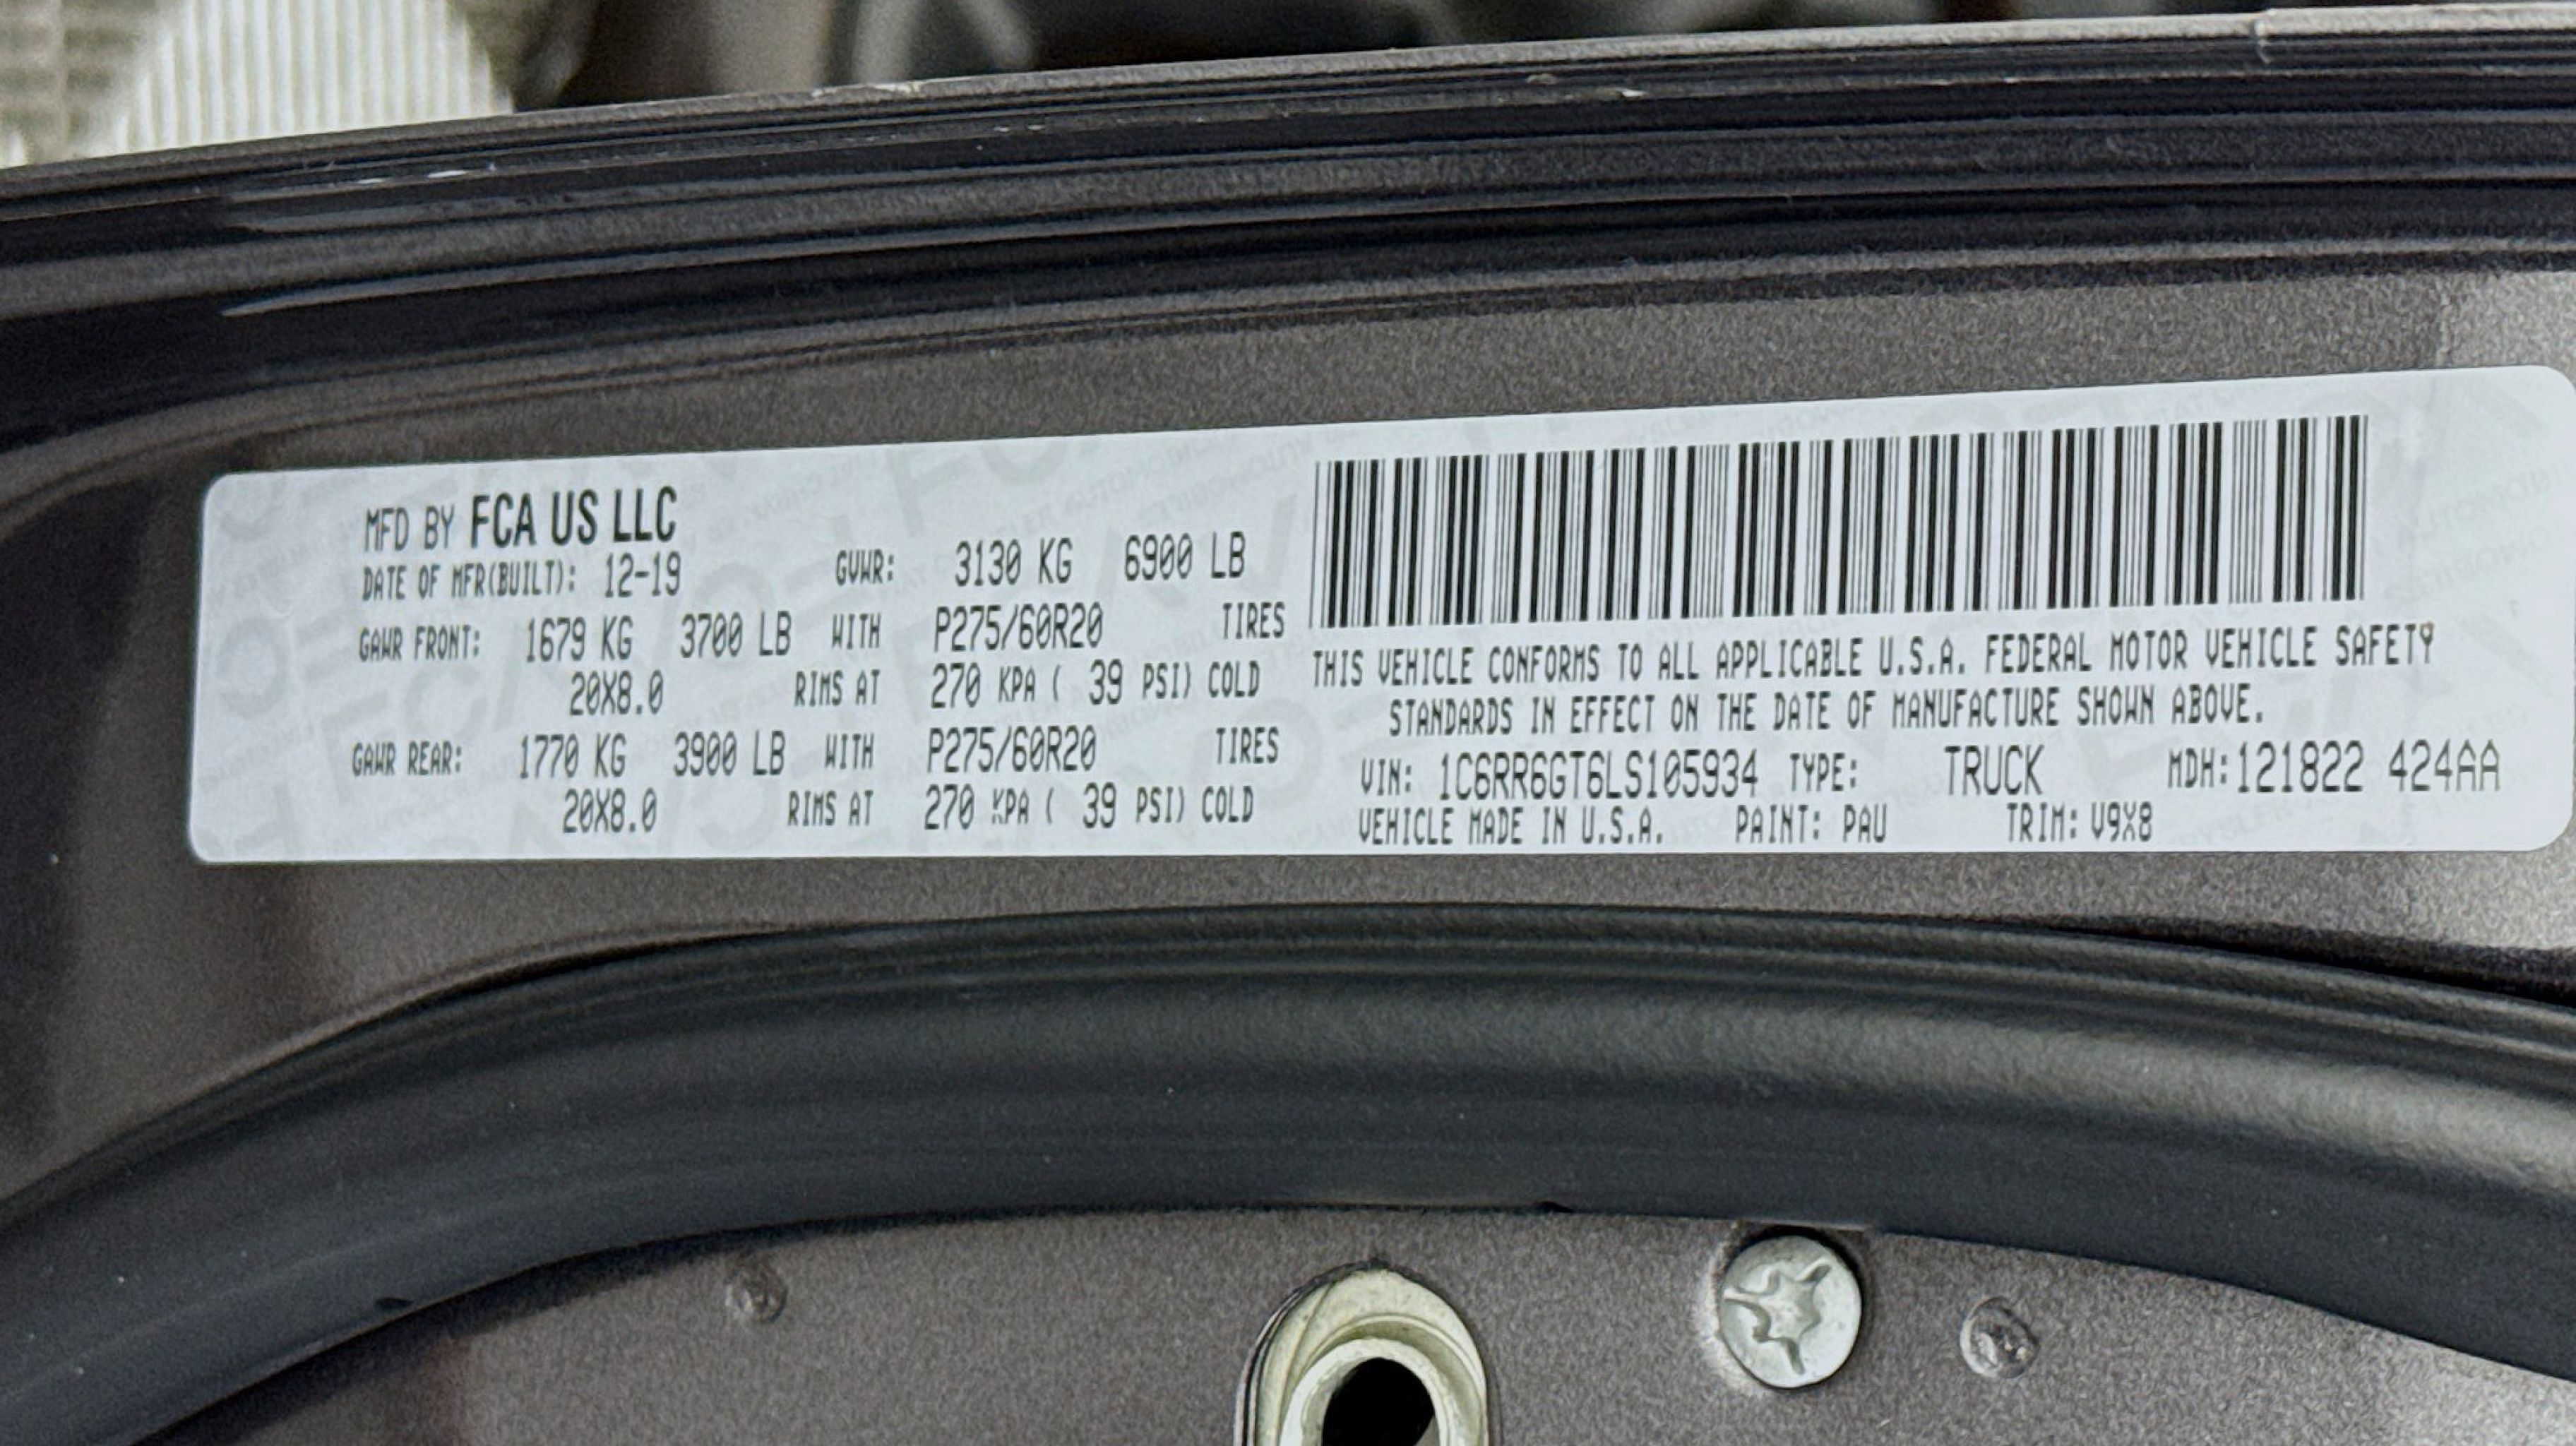 MFD BY FCA US LLC
DATE OF MFR(BUILT): 12-19 GVWR: 3130 KG 6900 LB
GAWR FRONT: 1679 KG 3700 LB WITH P275/60R20 TIRES
20X8.0 RIMS AT 270 KPA ( 39 PSI) COLD
GAWR REAR: 1770 KG 3900 LB WITH P275/60R20 TIRES
20X8.0 RIMS AT 270 KPA ( 39 PSI) COLD
THIS VEHICLE CONFORMS TO ALL APPLICABLE U.S.A. FEDERAL MOTOR VEHICLE SAFETY
STANDARDS IN EFFECT ON THE DATE OF MANUFACTURE SHOWN ABOVE.
VIN: 1C6RR6GT6LS105934 TYPE: TRUCK MDH: 121822 424AA
VEHICLE MADE IN U.S.A. PAINT: PAU TRIM: V9X8